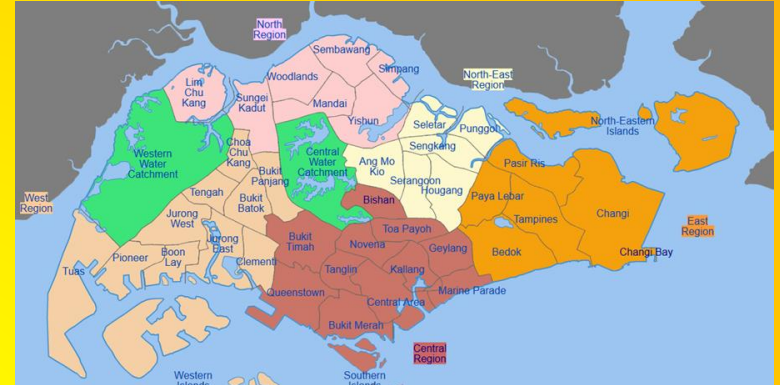 North
Region
Sembawang
Simpang
Woodlands
Lim
Chu
Kang
Sungei
Kadut
Mandai
Yishun
North-East
Region
Seletar
Punggol
North-Eastern
Islands
Sengkang
Western
Water
Catchment
Choa
Chu
Kang
Central
Water
Catchment
Ang Mo
Kio
Pasir Ris
Bukit
Panjang
Serangoon
Hougang
Paya Lebar
Tengah
Bukit
Batok
Bishan
West
Region
Jurong
West
Tampines
Changi
East
Region
Toa Payoh
Bukit
Timah
Novena
Geylang
Bedok
Changi Bay
Jurong
East
Boon
Lay
Pioneer
Clementi
Tuas
Tanglin
Kallang
Queenstown
Marine Parade
Central Area
Bukit Merah
Central
Region
Western
Islands
Southern
Islands